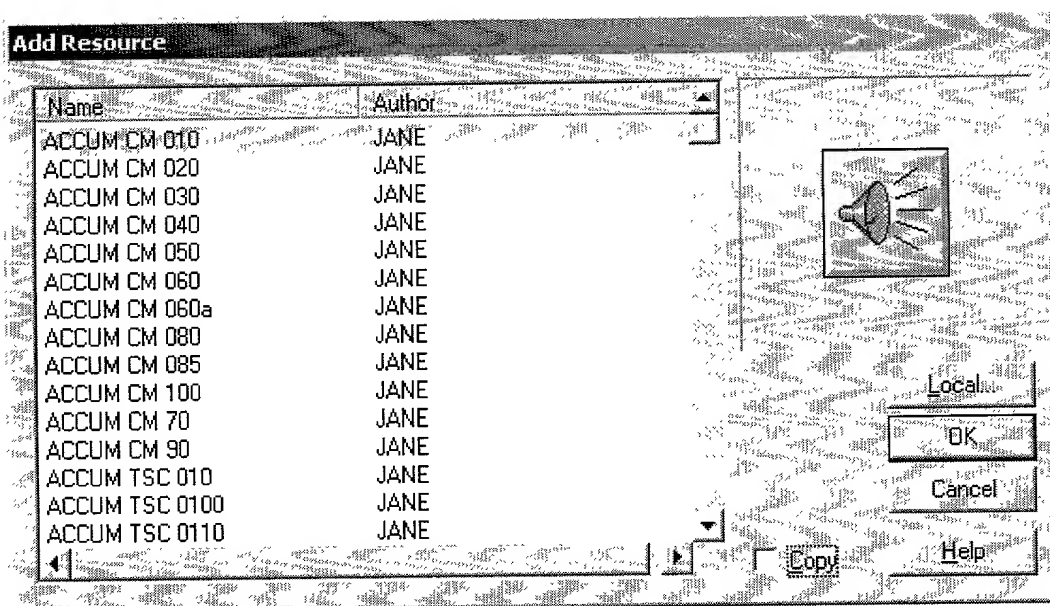 Add Resource
Name Author
ACCUM CM 010 JANE
ACCUM CM 020 JANE
ACCUM CM 030 JANE
ACCUM CM 040 JANE
ACCUM CM 050 JANE
ACCUM CM 060 JANE
ACCUM CM 060a JANE
ACCUM CM 080 JANE
ACCUM CM 085 JANE
ACCUM CM 100 JANE
ACCUM CM 70 JANE
ACCUM CM 90 JANE
ACCUM TSC 010 JANE
ACCUM TSC 0100 JANE
ACCUM TSC 0110 JANE
Local...
OK
Cancel
Copy
Help